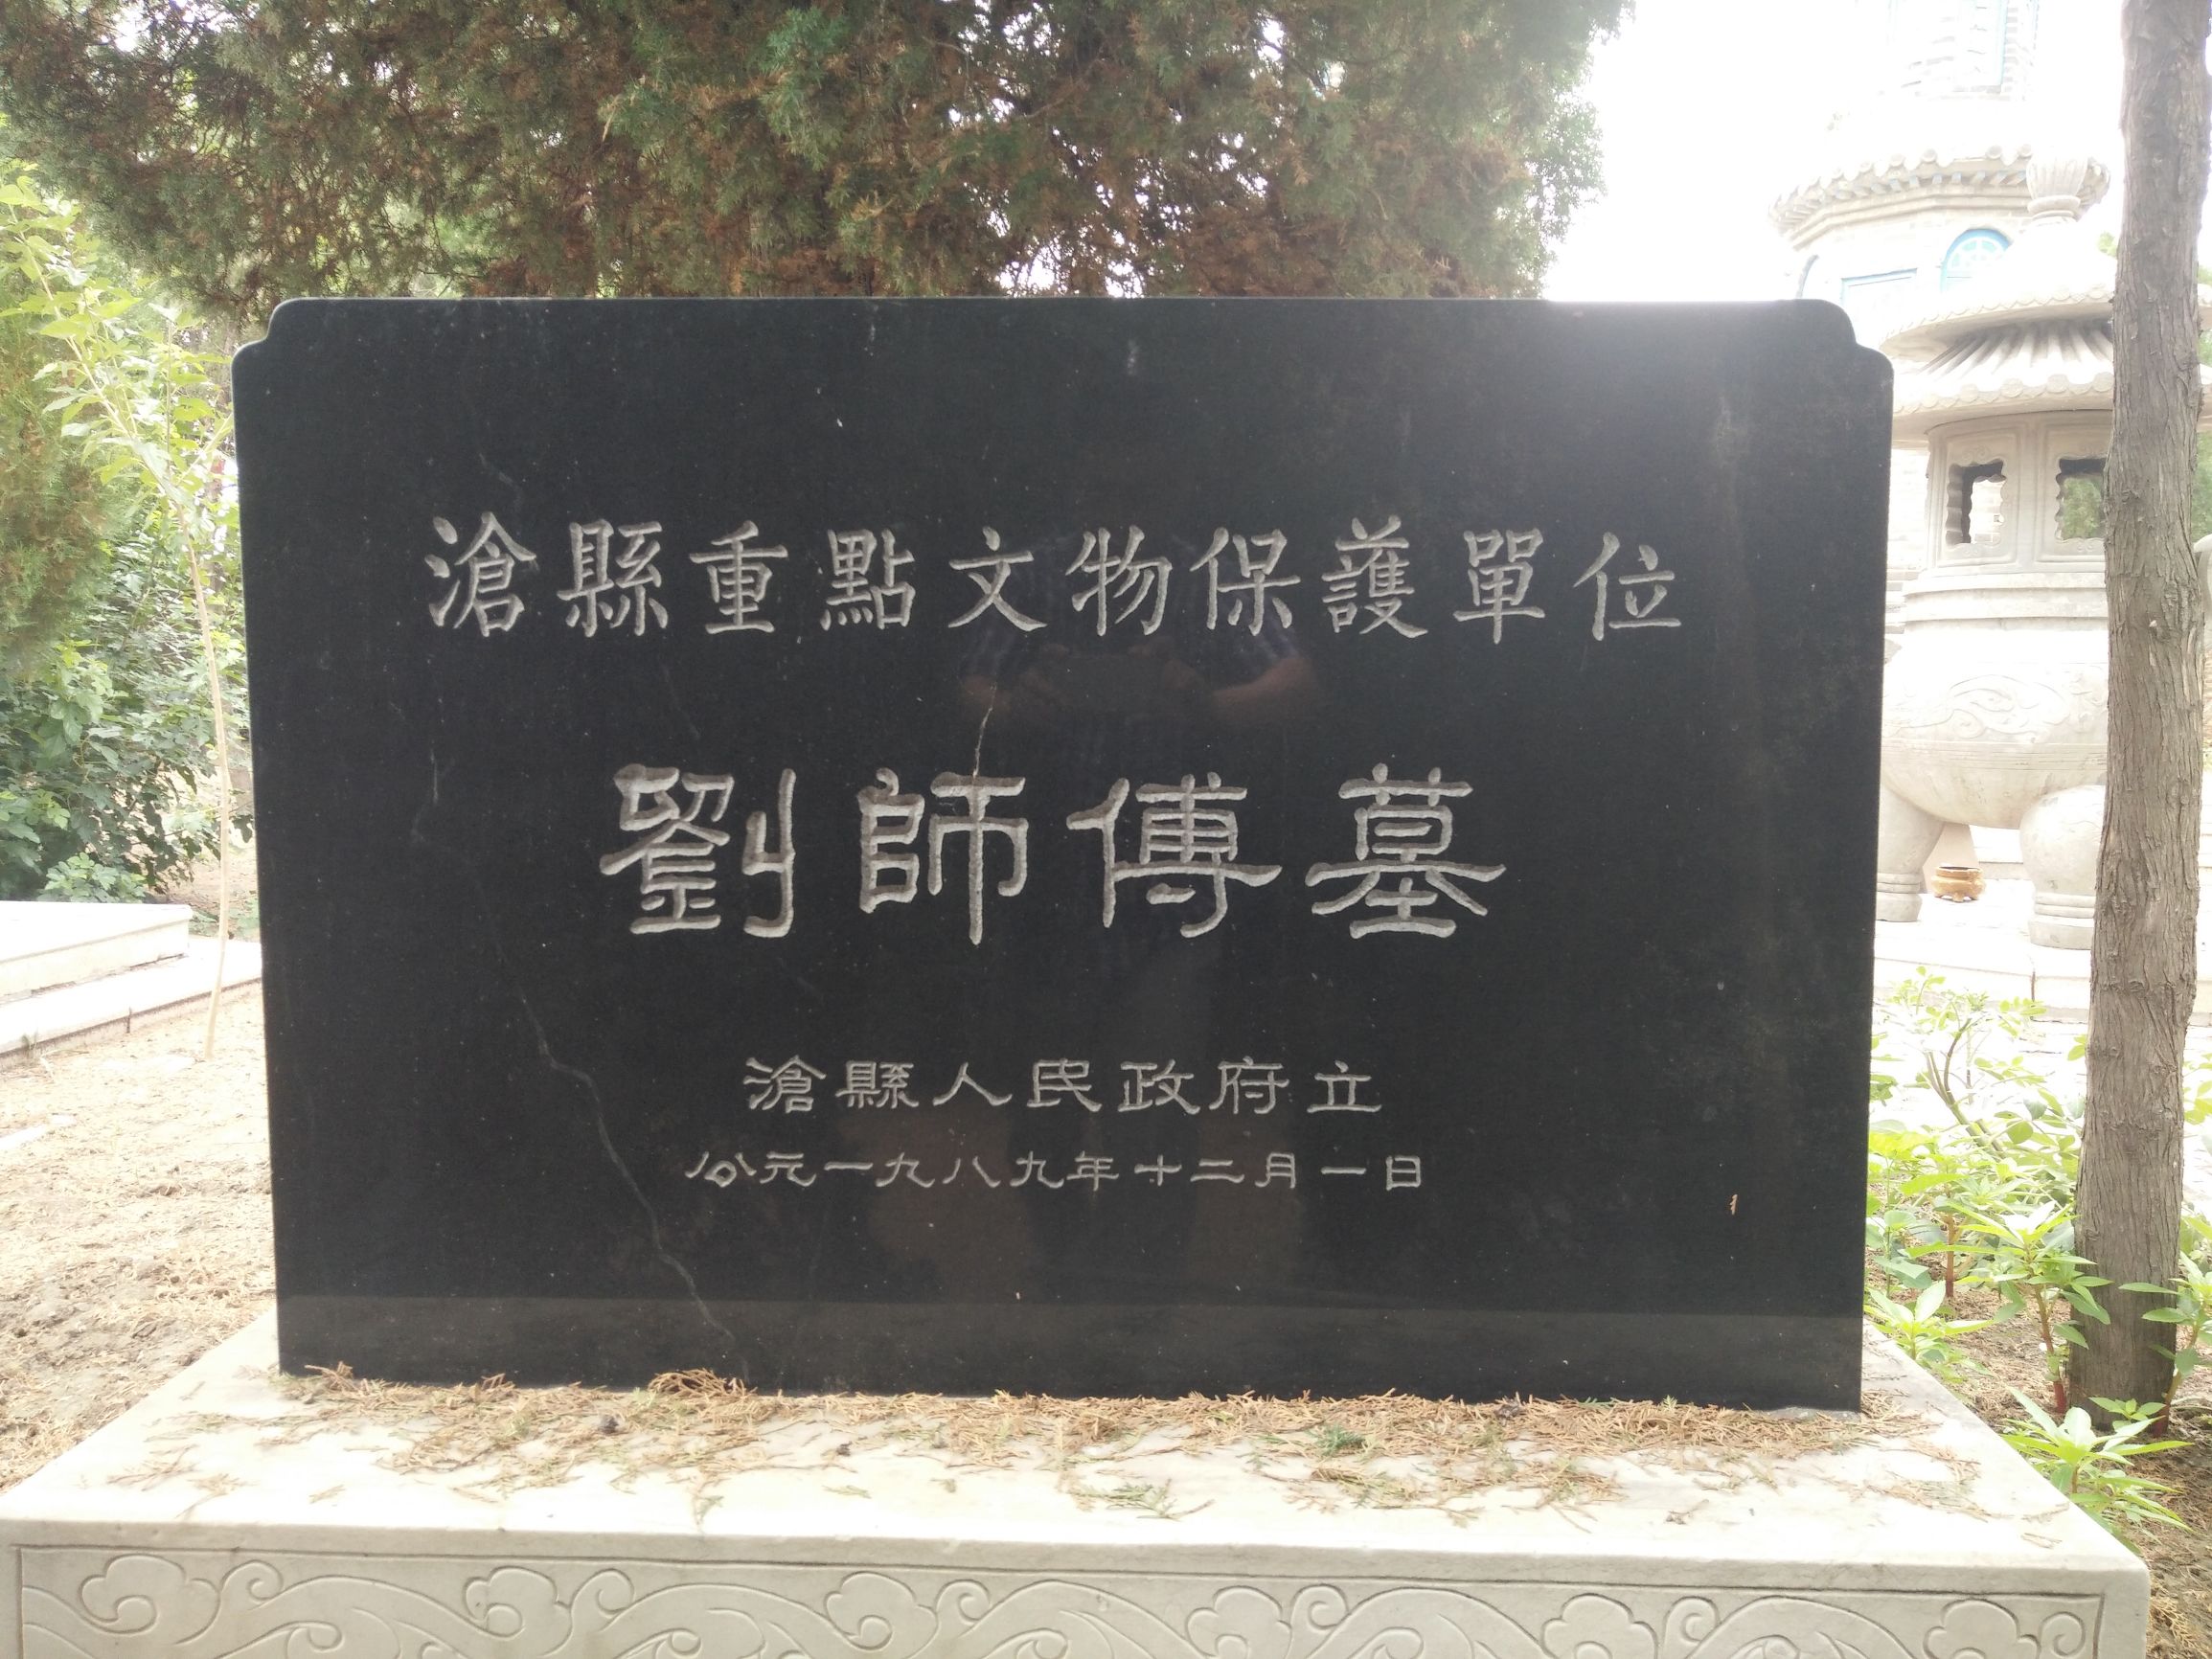 滄縣重點文物保護單位
劉師傅墓
滄縣人民政府立
公元一九八九年十二月一日